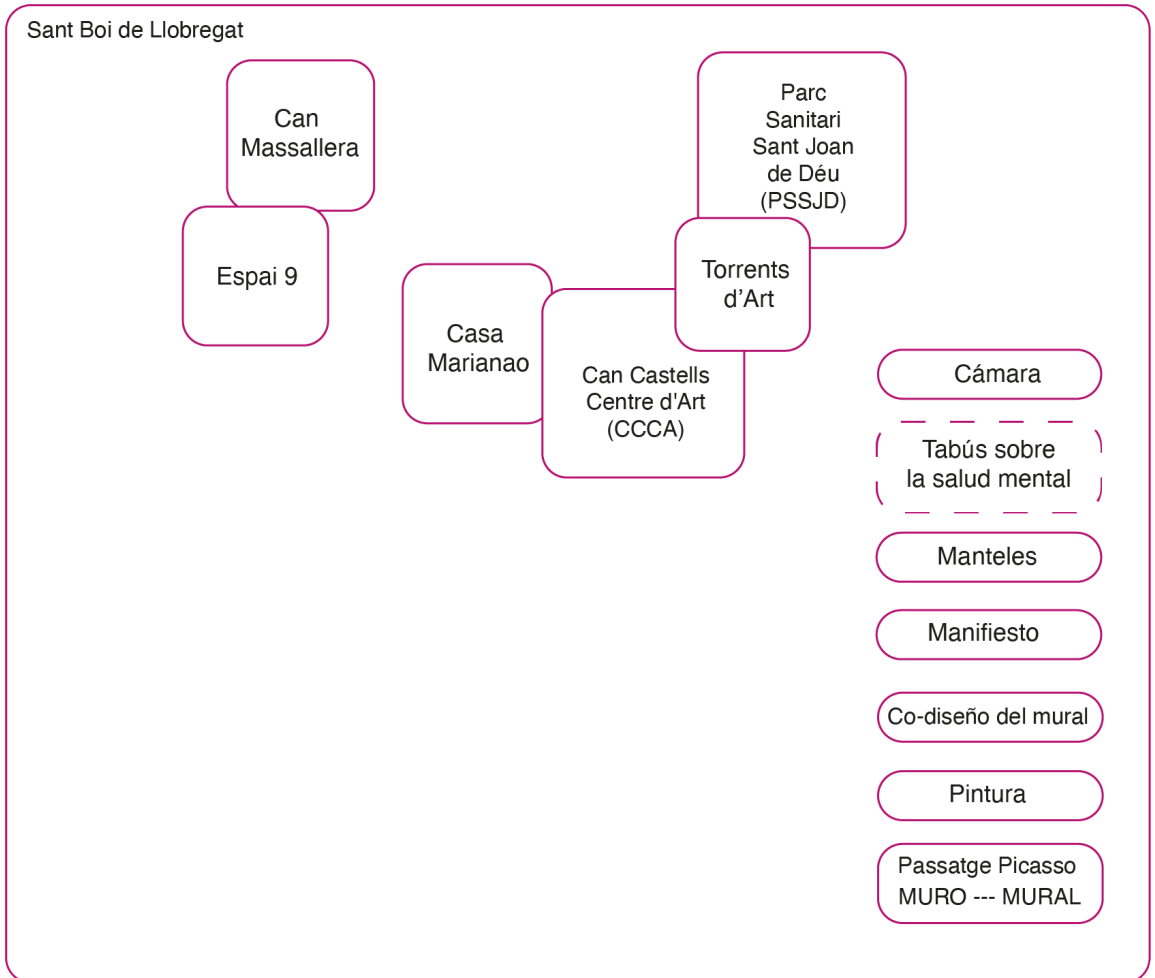 Sant Boi de Llobregat
Can
Massallera
Espai 9
Parc
Sanitari
Sant Joan
de Déu
(PSSJD)
Torrents
d’Art
Casa
Marianao
Can Castells
Centre d'Art
(CCCA)
Cámara
Tabús sobre
la salud mental
Manteles
Manifiesto
Co-diseño del mural
Pintura
Passatge Picasso
MURO --- MURAL